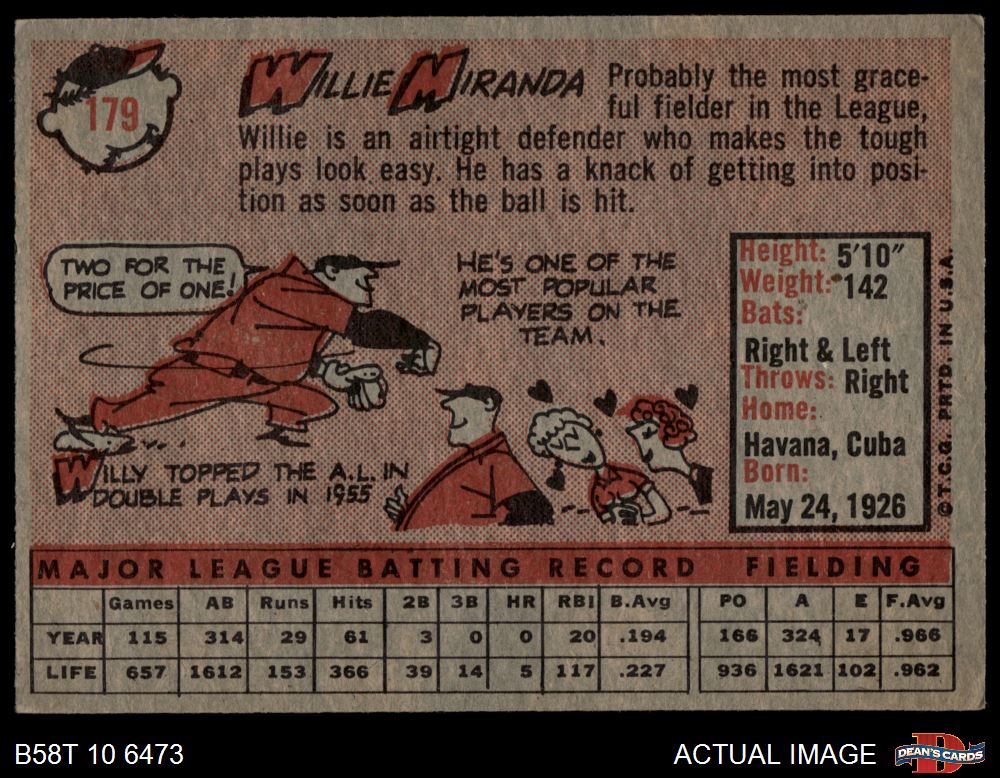 179
WILLIE MIRANDA
Probably the most grace-
ful fielder in the League,
Willie is an airtight defender who makes the tough
plays look easy. He has a knack of getting into posi-
tion as soon as the ball is hit.
TWO FOR THE
PRICE OF ONE!
HE'S ONE OF THE
MOST POPULAR
PLAYERS ON THE
TEAM.
WILLY TOPPED THE A.L. IN
DOUBLE PLAYS IN 1955
Height: 5'10"
Weight: 142
Bats:
Right & Left
Throws: Right
Home:
Havana, Cuba
Born:
May 24, 1926
©T.C.G. PRTD. IN U.S.A.
MAJOR LEAGUE BATTING RECORD FIELDING
Games AB Runs Hits 2B 3B HR RBI B.Avg PO A E F.Avg
YEAR 115 314 29 61 3 0 0 20 .194 166 324 17 .966
LIFE 657 1612 153 366 39 14 5 117 .227 936 1621 102 .962
B58T 10 6473
ACTUAL IMAGE
D
DEAN'S CARDS